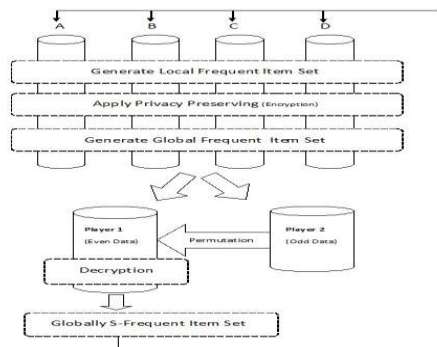 A B C D
Generate Local Frequent Item Set
Apply Privacy Preserving (Encryption)
Generate Global Frequent Item Set
Player 1
(Even Data)
Permutation
Player 2
(Odd Data)
Decryption
Globally S-Frequent Item Set